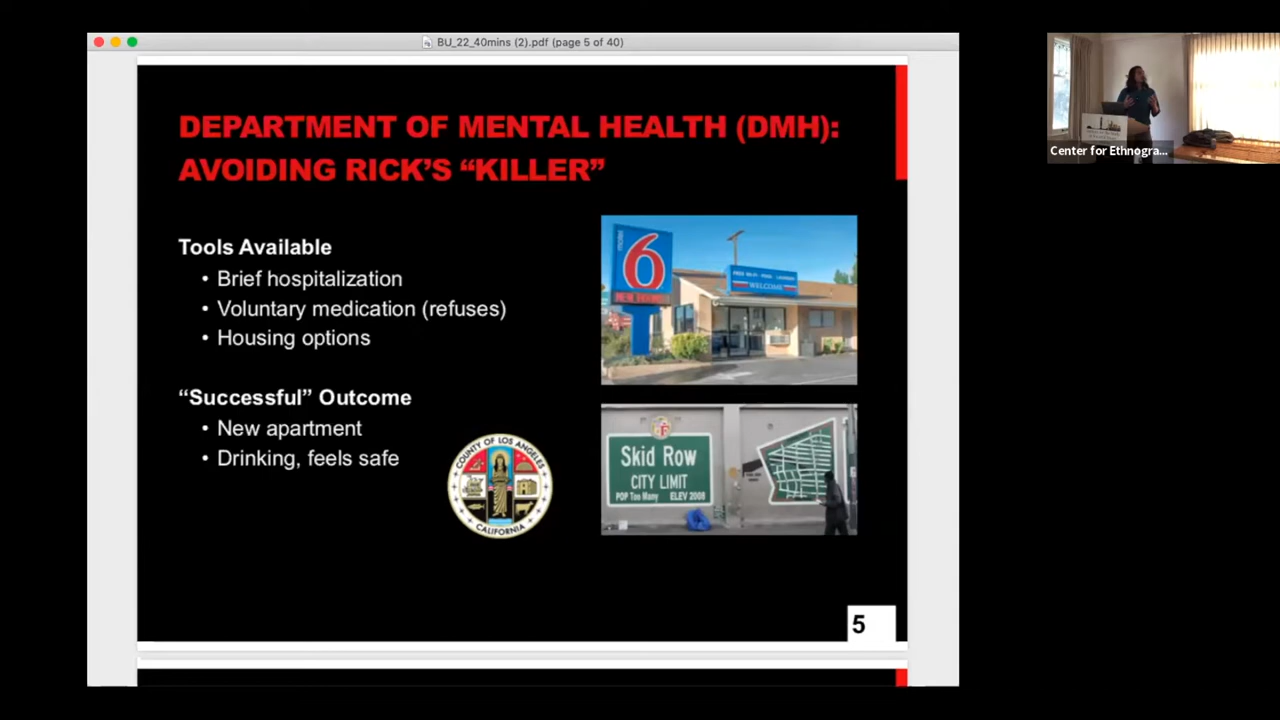 BU_22_40mins (2).pdf (page 5 of 40)
DEPARTMENT OF MENTAL HEALTH (DMH):
AVOIDING RICK’S “KILLER”
Tools Available
• Brief hospitalization
• Voluntary medication (refuses)
• Housing options
“Successful” Outcome
• New apartment
• Drinking, feels safe
COUNTY OF LOS ANGELES
CALIFORNIA
motel
6
WELCOME
Skid Row
CITY LIMIT
POP Too Many ELEV 2008
5
Center for Ethnogra...